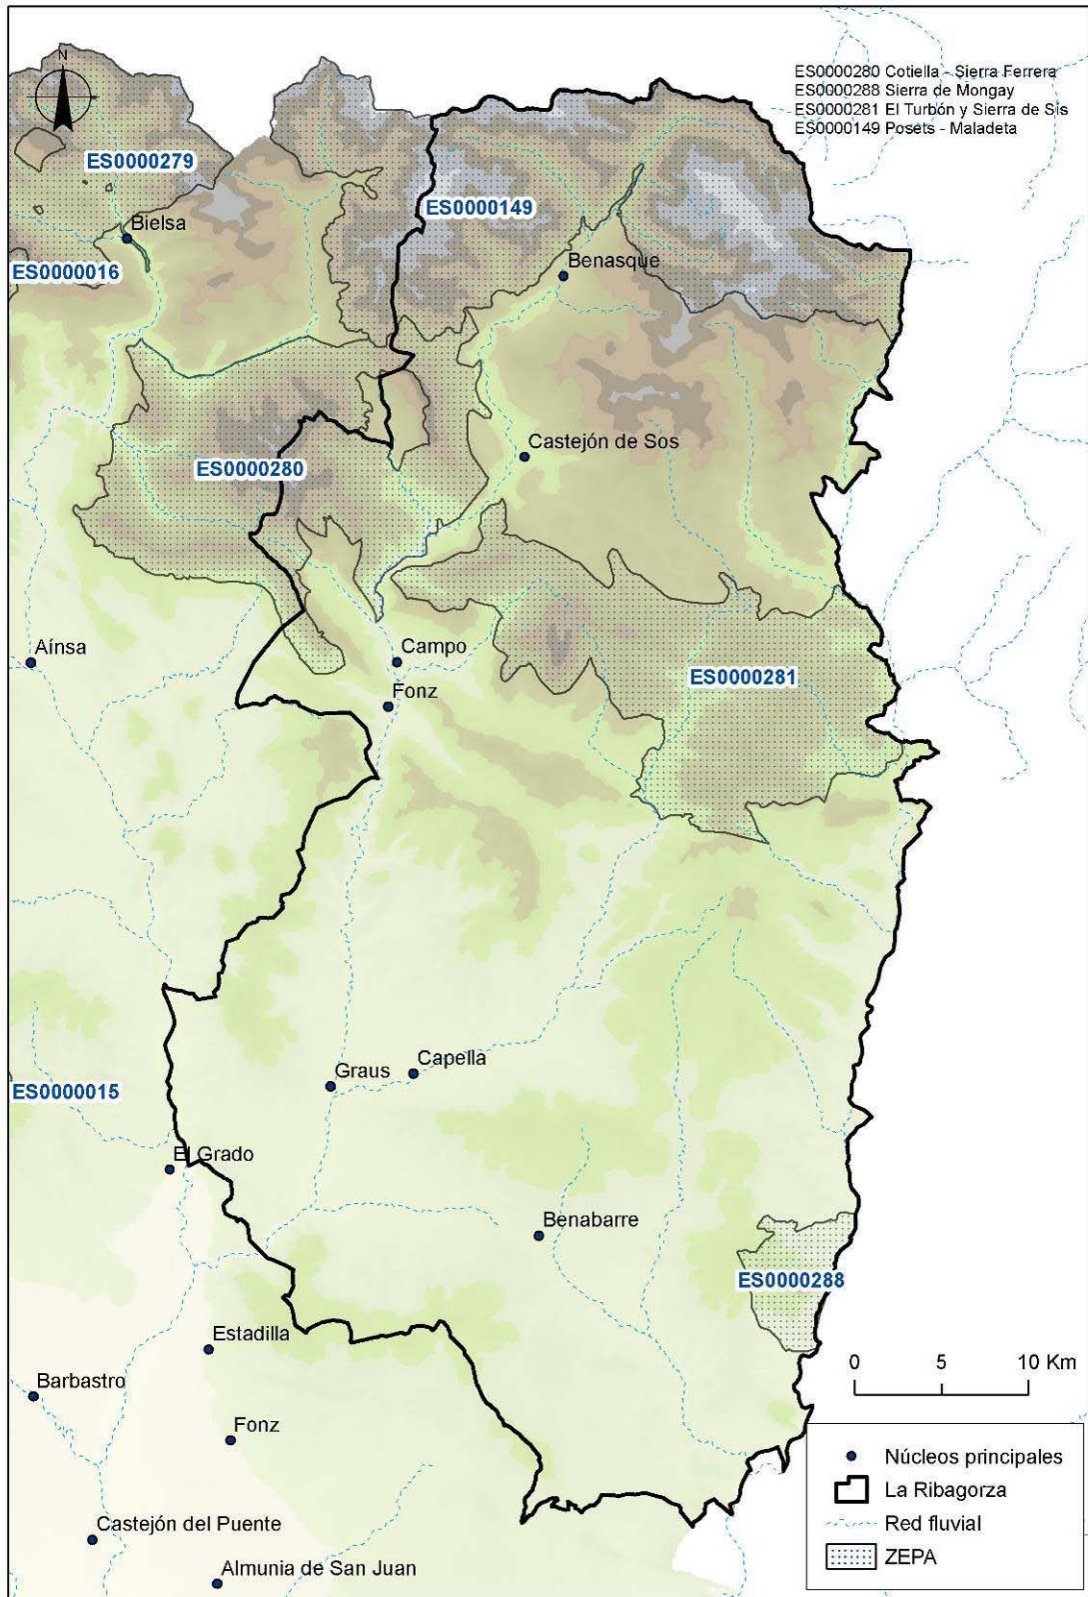 N
ES0000280 Cotiella - Sierra Ferrera
ES0000288 Sierra de Mongay
ES0000281 El Turbón y Sierra de Sis
ES0000149 Posets - Maladeta
ES0000279
ES0000149
Bielsa
ES0000016
Benasque
Castejón de Sos
ES0000280
Aínsa
Campo
ES0000281
Fonz
Graus
Capella
ES0000015
El Grado
Benabarre
ES0000288
Estadilla
0 5 10 Km
Barbastro
Fonz
Castejón del Puente
Almunia de San Juan
Núcleos principales
La Ribagorza
Red fluvial
ZEPA